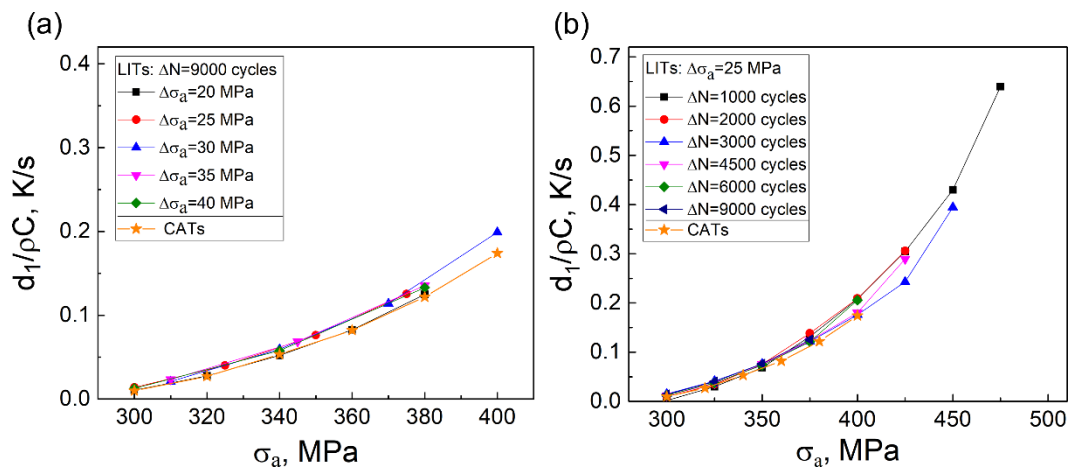 (a)
0.4
0.3
0.2
0.1
0.0
d₁/ρC, K/s
300 320 340 360 380 400
σₐ, MPa
LITs: ΔN=9000 cycles
Δσₐ=20 MPa
Δσₐ=25 MPa
Δσₐ=30 MPa
Δσₐ=35 MPa
Δσₐ=40 MPa
CATs
(b)
0.7
0.6
0.5
0.4
0.3
0.2
0.1
0.0
d₁/ρC, K/s
300 350 400 450 500
σₐ, MPa
LITs: Δσₐ=25 MPa
ΔN=1000 cycles
ΔN=2000 cycles
ΔN=3000 cycles
ΔN=4500 cycles
ΔN=6000 cycles
ΔN=9000 cycles
CATs